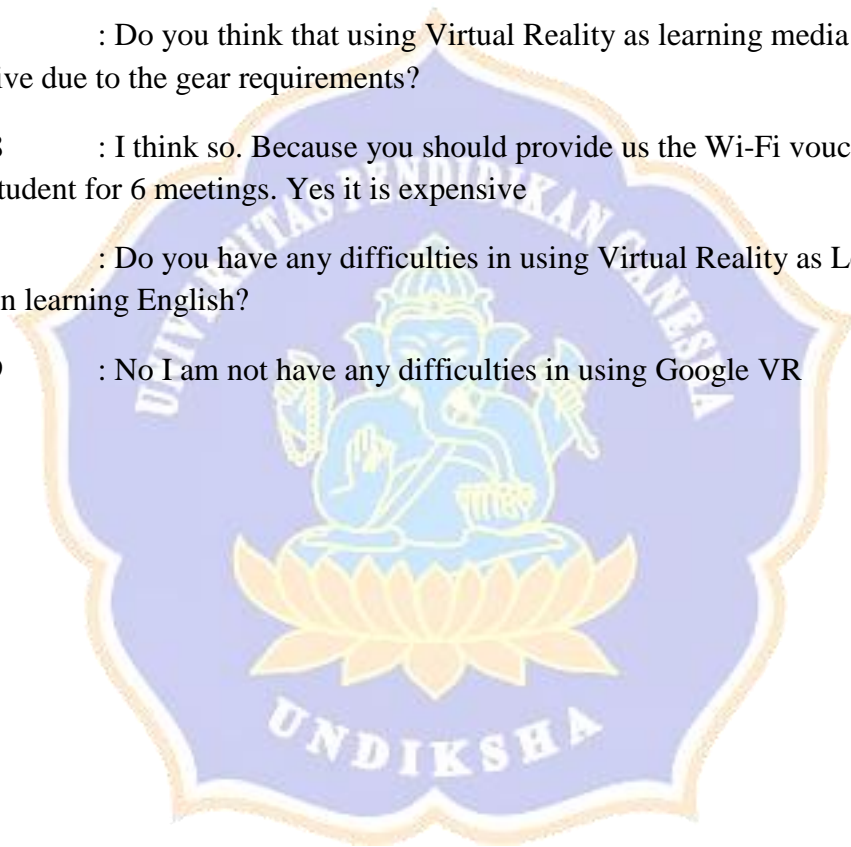 : Do you think that using Virtual Reality as learning media
ive due to the gear requirements?
: I think so. Because you should provide us the Wi-Fi vouc
tudent for 6 meetings. Yes it is expensive
: Do you have any difficulties in using Virtual Reality as L
n learning English?
: No I am not have any difficulties in using Google VR
UNIVERSITAS PENDIDIKAN GANESHA
UNDIKSHA